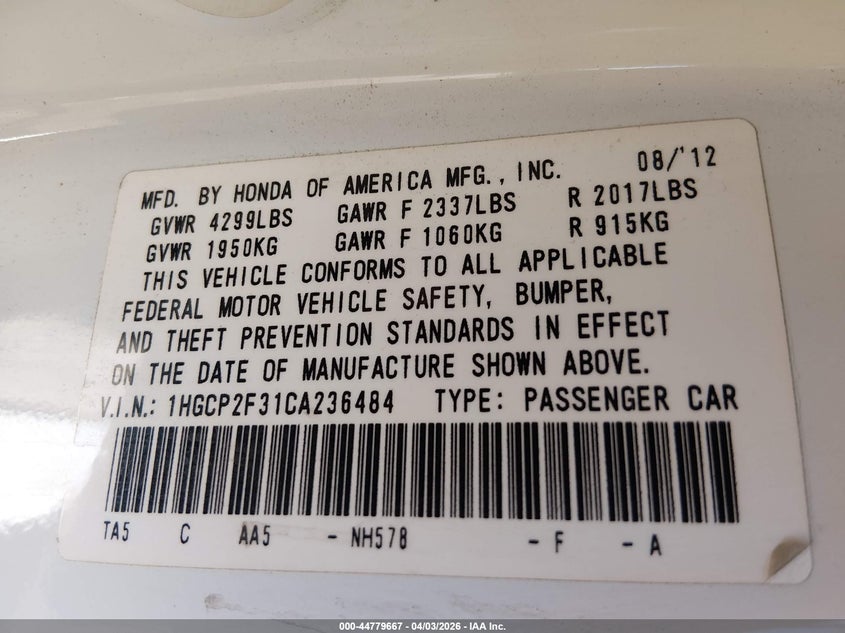 MFD. BY HONDA OF AMERICA MFG., INC. 08/'12
GVWR 4299LBS GAWR F 2337LBS R 2017LBS
GVWR 1950KG GAWR F 1060KG R 915KG
THIS VEHICLE CONFORMS TO ALL APPLICABLE
FEDERAL MOTOR VEHICLE SAFETY, BUMPER,
AND THEFT PREVENTION STANDARDS IN EFFECT
ON THE DATE OF MANUFACTURE SHOWN ABOVE.
V.I.N.: 1HGCP2F31CA236484 TYPE: PASSENGER CAR
TA5 C AA5 - NH578 - F - A
000-44779667 - 04/03/2026 - IAA Inc.